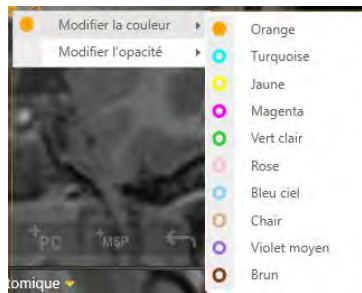 Modifier la couleur
Modifier l'opacité
Orange
Turquoise
Jaune
Magenta
Vert clair
Rose
Bleu ciel
Chair
Violet moyen
Brun
+PC
+MSP
tomique